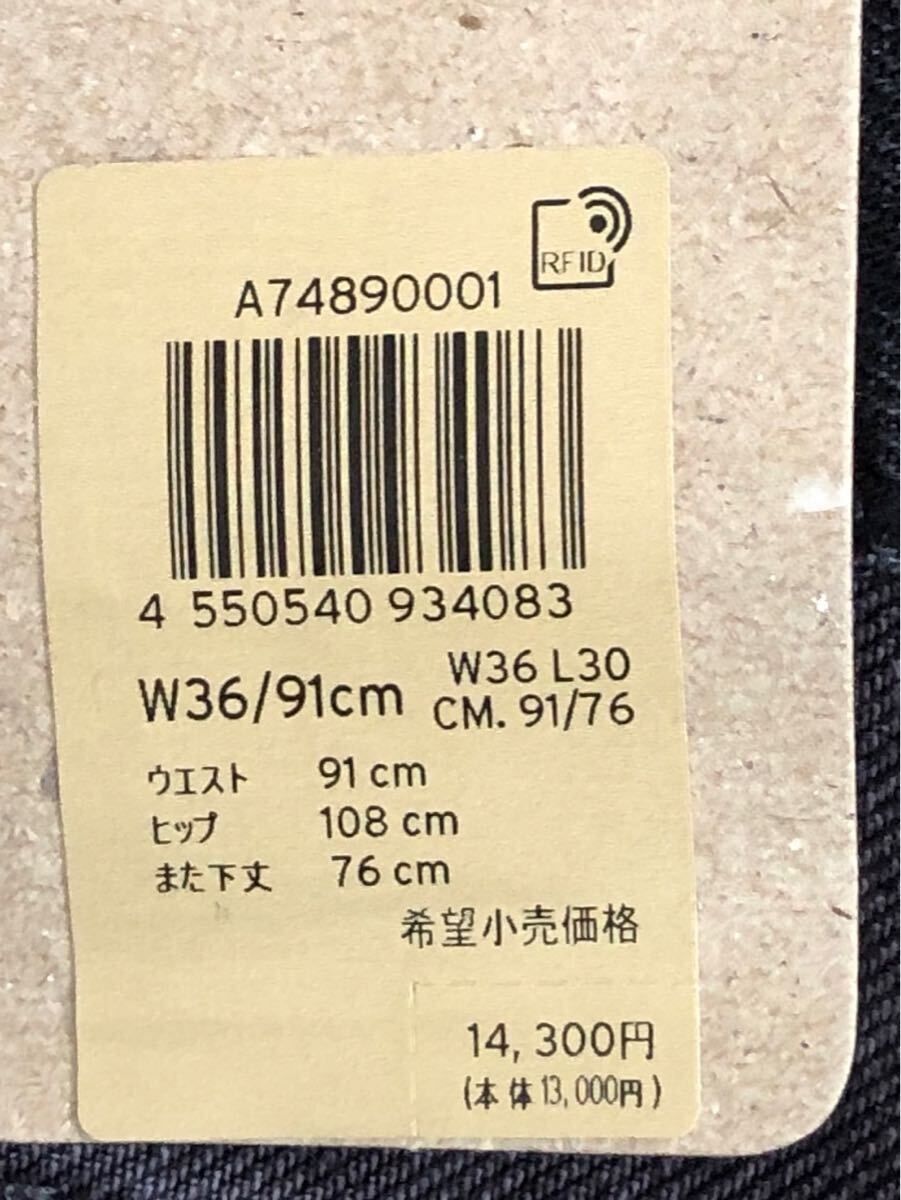 RFID
A74890001
4 550540 934083
W36/91cm
W36 L30
CM. 91/76
ウエスト 91 cm
ヒップ 108 cm
また下丈 76 cm
希望小売価格
14,300円
(本体13,000円)